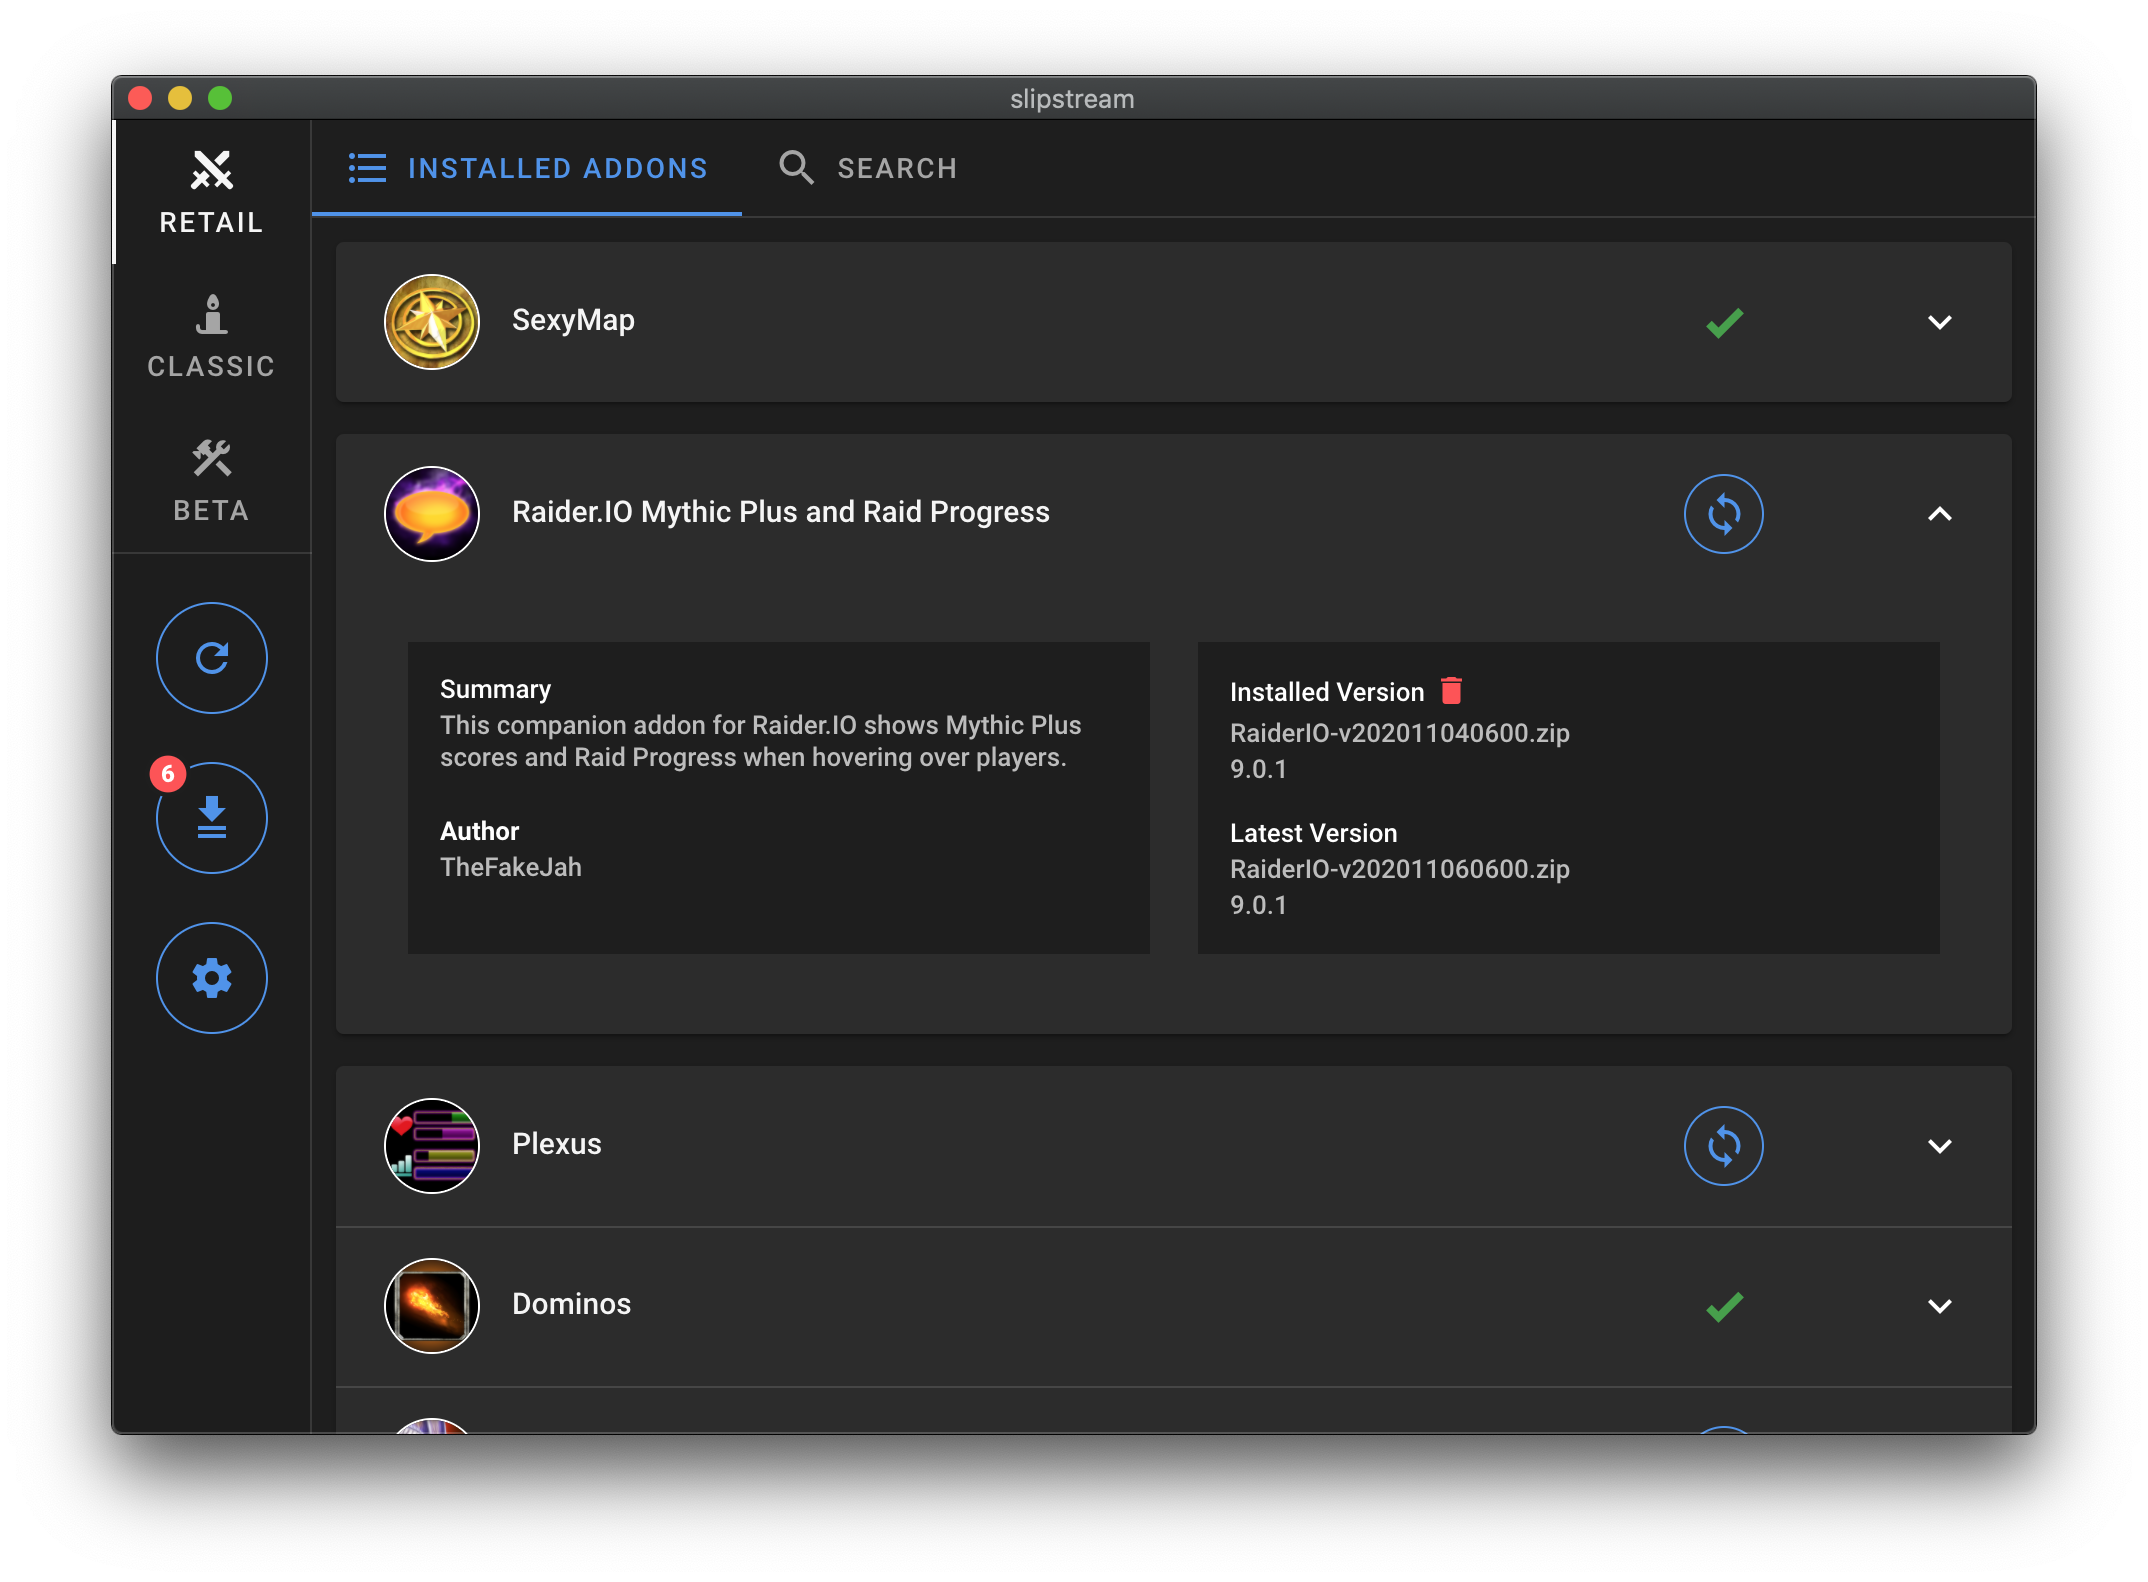 slipstream
RETAIL
CLASSIC
BETA
6
INSTALLED ADDONS
SEARCH
SexyMap
Raider.IO Mythic Plus and Raid Progress
Summary
This companion addon for Raider.IO shows Mythic Plus
scores and Raid Progress when hovering over players.
Author
TheFakeJah
Installed Version
RaiderIO-v202011040600.zip
9.0.1
Latest Version
RaiderIO-v202011060600.zip
9.0.1
Plexus
Dominos